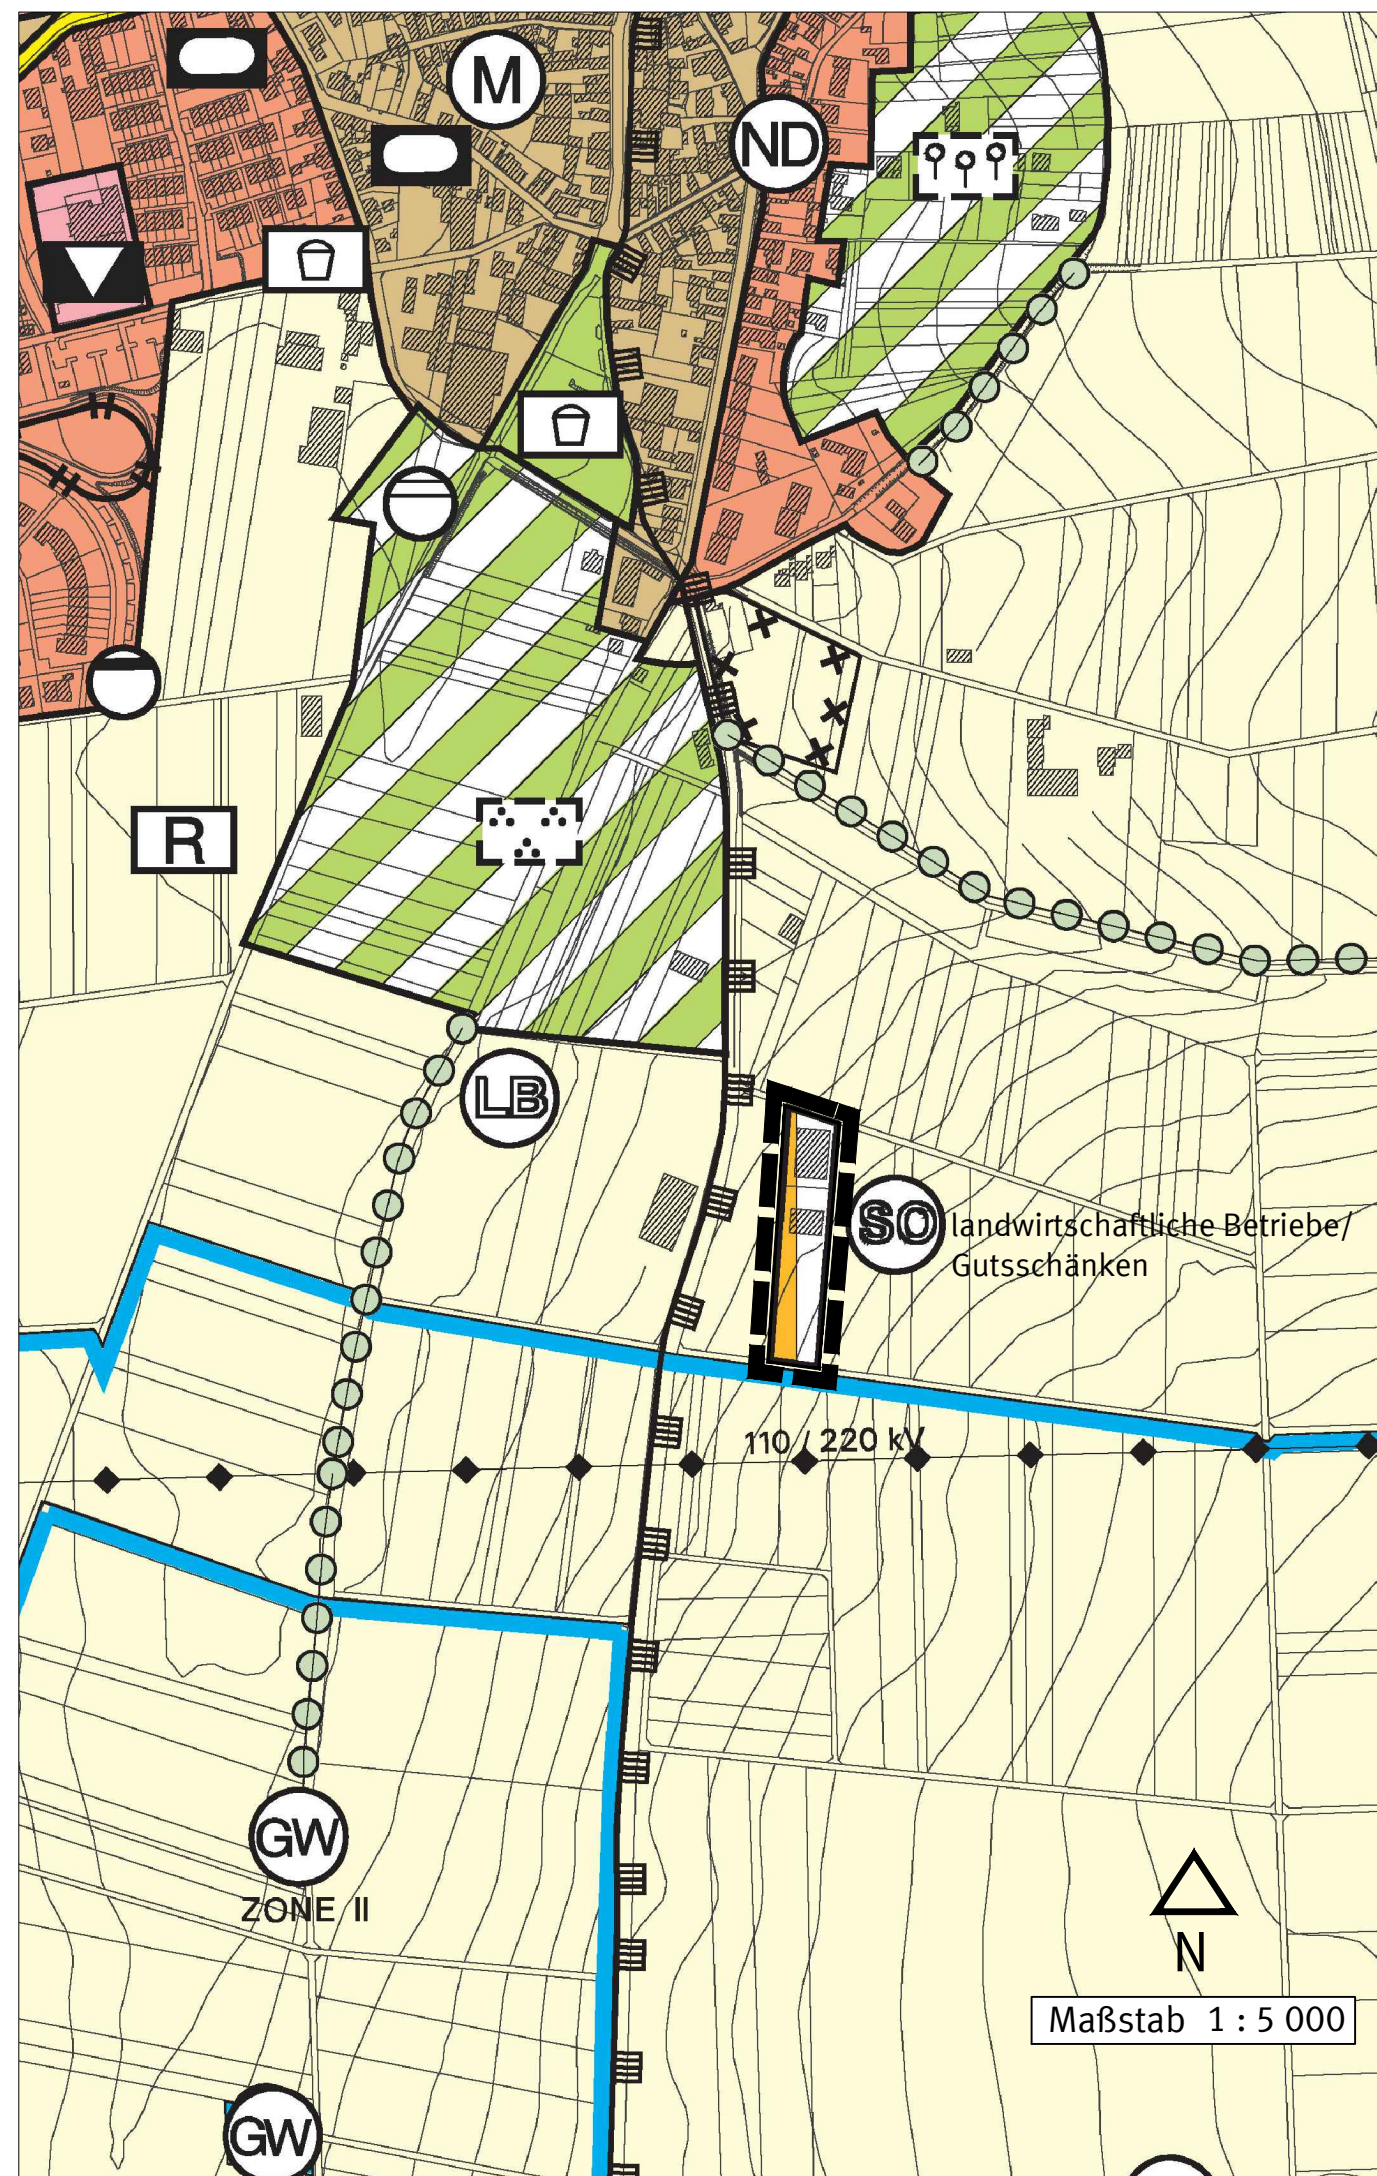 M
ND
R
LB
SO landwirtschaftliche Betriebe/
Gutsschänken
110 / 220 kV
GW
ZONE II
N
Maßstab 1 : 5 000
GW